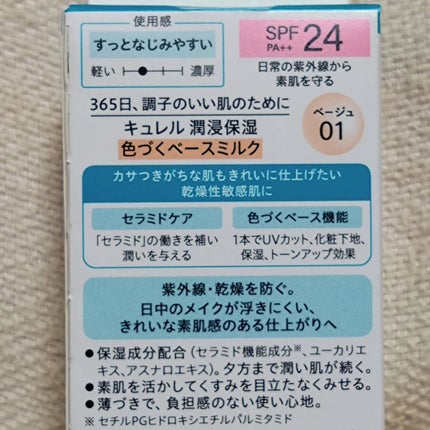 使用感
すっとなじみやすい
軽い 濃厚
SPF 24
PA++
日常の紫外線から
素肌を守る
365日、調子のいい肌のために
キュレル 潤浸保湿
色づくベースミルク
ベージュ
01
カサつきがちな肌もきれいに仕上げたい
乾燥性敏感肌に
セラミドケア
「セラミド」の働きを補い
潤いを与える
色づくベース機能
1本でUVカット、化粧下地、
保湿、トーンアップ効果
紫外線・乾燥を防ぐ。
日中のメイクが浮きにくい、
きれいな素肌感のある仕上がりへ
●保湿成分配合（セラミド機能成分※、ユーカリエ
キス、アスナロエキス）。夕方まで潤い肌が続く。
●素肌を活かしてくすみを目立たなくみせる。
●薄づきで、負担感のない使い心地。
※ セチルPGヒドロキシエチルパルミタミド